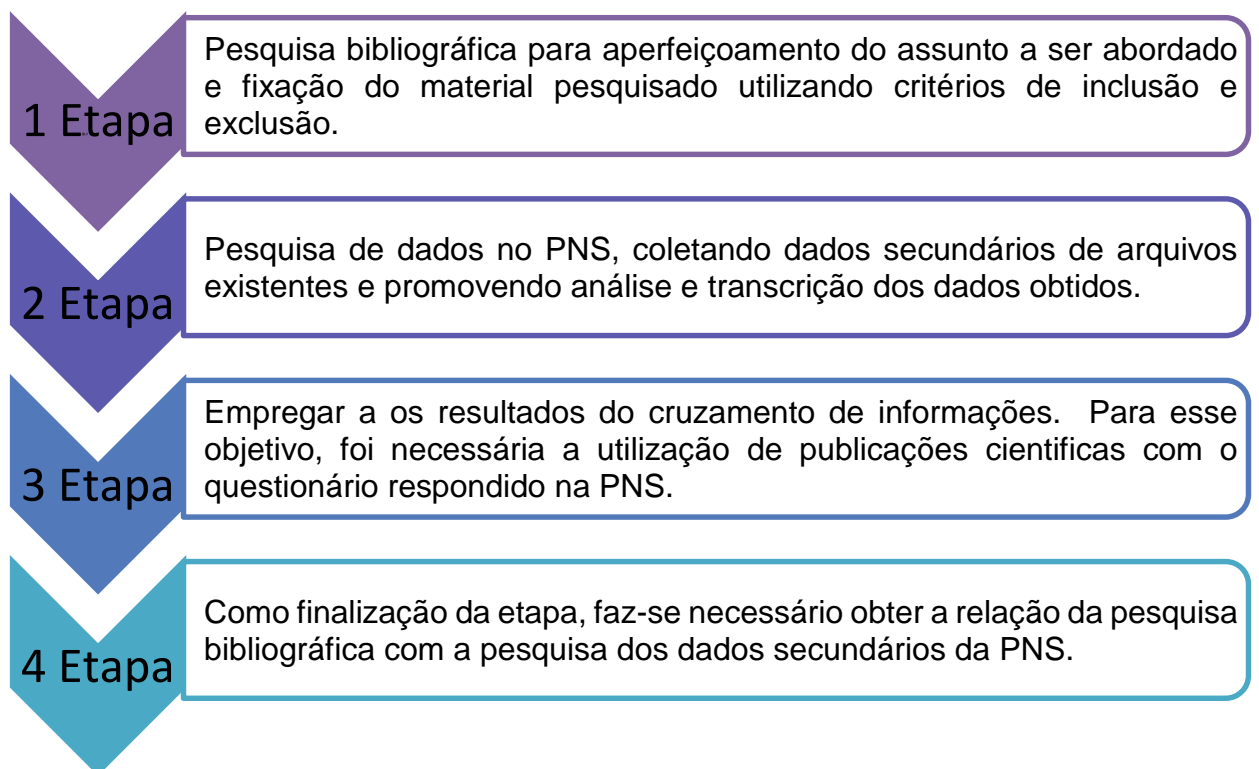 1 Etapa
Pesquisa bibliográfica para aperfeiçoamento do assunto a ser abordado
e fixação do material pesquisado utilizando critérios de inclusão e
exclusão.
2 Etapa
Pesquisa de dados no PNS, coletando dados secundários de arquivos
existentes e promovendo análise e transcrição dos dados obtidos.
3 Etapa
Empregar a os resultados do cruzamento de informações. Para esse
objetivo, foi necessária a utilização de publicações cientificas com o
questionário respondido na PNS.
4 Etapa
Como finalização da etapa, faz-se necessário obter a relação da pesquisa
bibliográfica com a pesquisa dos dados secundários da PNS.